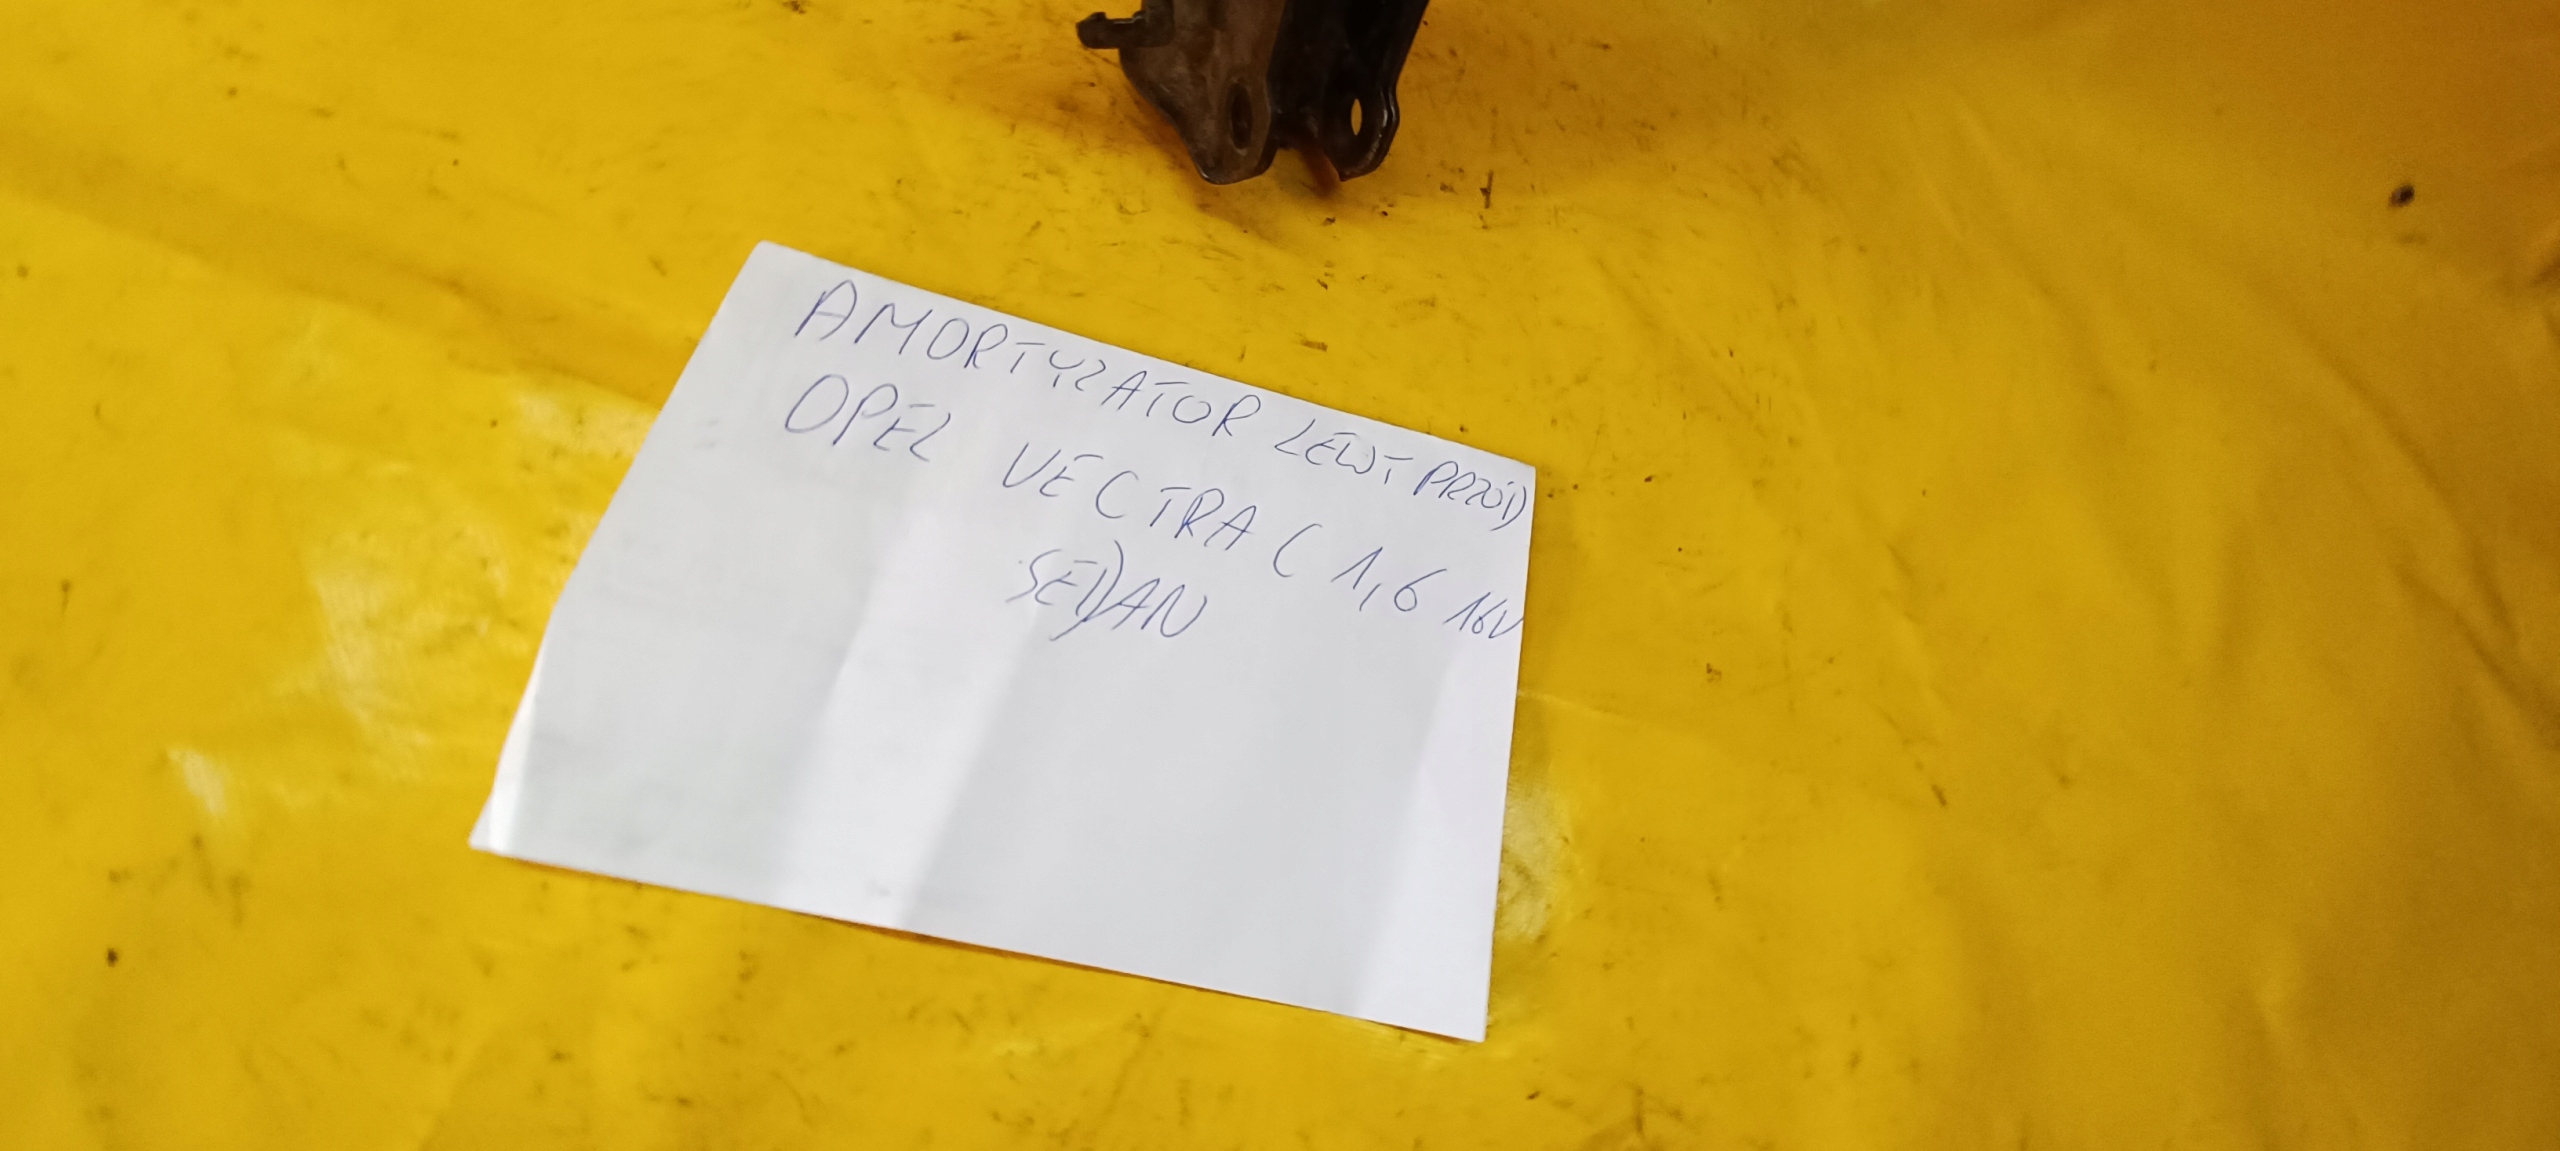 AMORTYZATOR LEWY PRZÓD
OPEL VECTRA C 1,6 16V
SEDAN